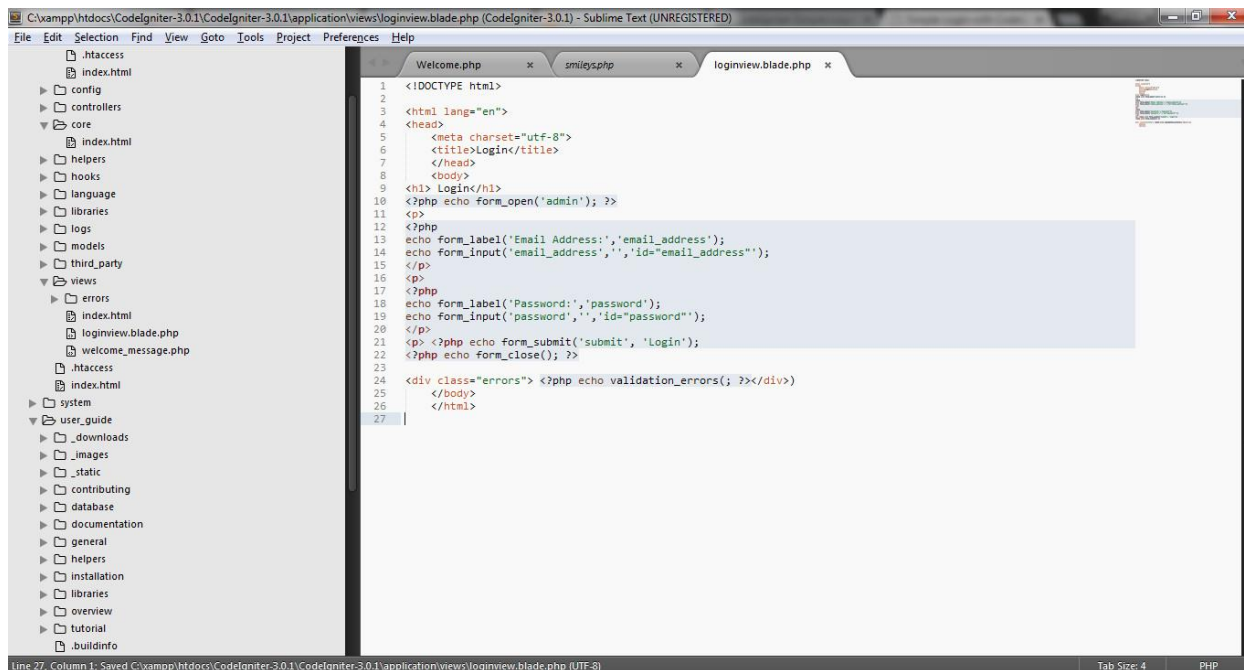 C:\xampp\htdocs\CodeIgniter-3.0.1\CodeIgniter-3.0.1\application\views\loginview.blade.php (CodeIgniter-3.0.1) - Sublime Text (UNREGISTERED)
File Edit Selection Find View Goto Tools Project Preferences Help
.htaccess
index.html
config
controllers
core
index.html
helpers
hooks
language
libraries
logs
models
third_party
views
errors
index.html
loginview.blade.php
welcome_message.php
.htaccess
index.html
system
user_guide
_downloads
_images
_static
contributing
database
documentation
general
helpers
installation
libraries
overview
tutorial
.buildinfo
Welcome.php × smileys.php × loginview.blade.php ×
1 <!DOCTYPE html>
2
3 <html lang="en">
4 <head>
5 <meta charset="utf-8">
6 <title>Login</title>
7 </head>
8 <body>
9 <h1> Login</h1>
10 <?php echo form_open('admin'); ?>
11 <p>
12 <?php
13 echo form_label('Email Address:','email_address');
14 echo form_input('email_address','','id="email_address"');
15 </p>
16 <p>
17 <?php
18 echo form_label('Password:','password');
19 echo form_input('password','','id="password"');
20 </p>
21 <p> <?php echo form_submit('submit', 'Login');
22 <?php echo form_close(); ?>
23
24 <div class="errors"> <?php echo validation_errors(; ?></div>)
25 </body>
26 </html>
27
Line 27, Column 1; Saved C:\xampp\htdocs\CodeIgniter-3.0.1\CodeIgniter-3.0.1\application\views\loginview.blade.php (UTF-8) Tab Size: 4 PHP